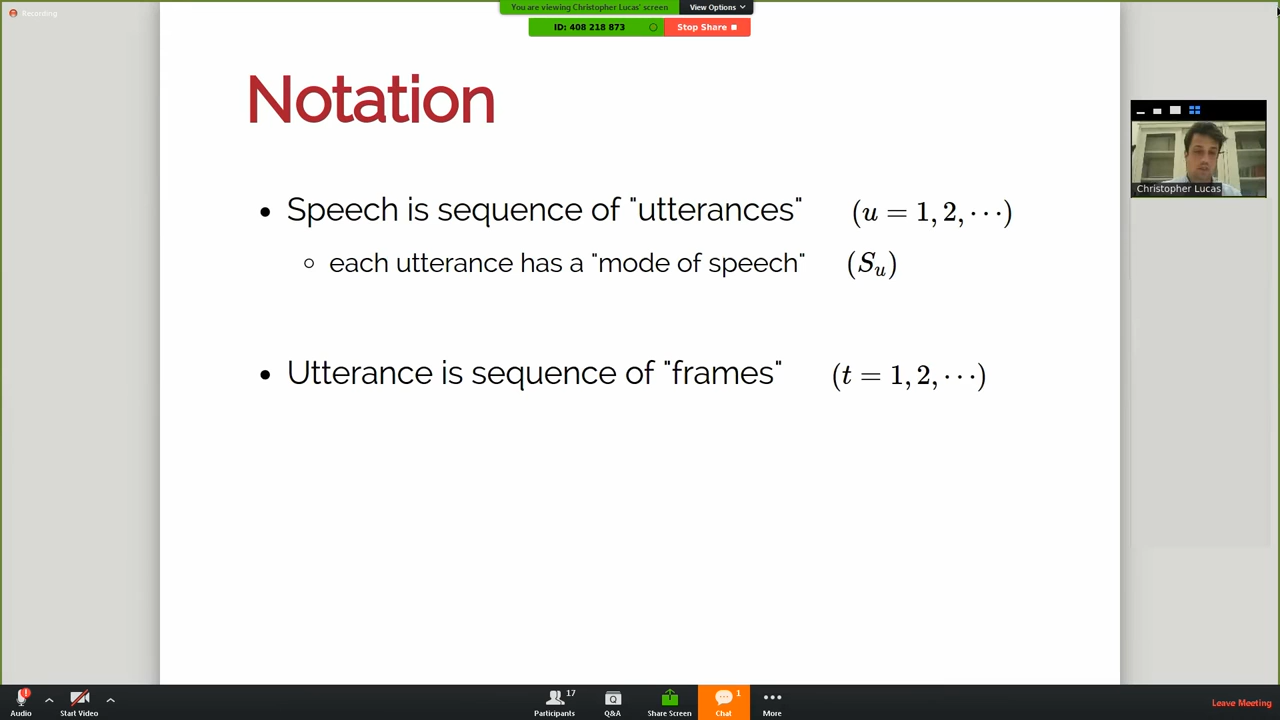 Recording
You are viewing Christopher Lucas' screen
View Options
ID: 408 218 873
Stop Share
Notation
Christopher Lucas
• Speech is sequence of "utterances" (u = 1, 2, ⋯)
◦ each utterance has a "mode of speech" (Sᵤ)
• Utterance is sequence of "frames" (t = 1, 2, ⋯)
Audio
Start Video
17
Participants
Q&A
Share Screen
1
Chat
More
Leave Meeting